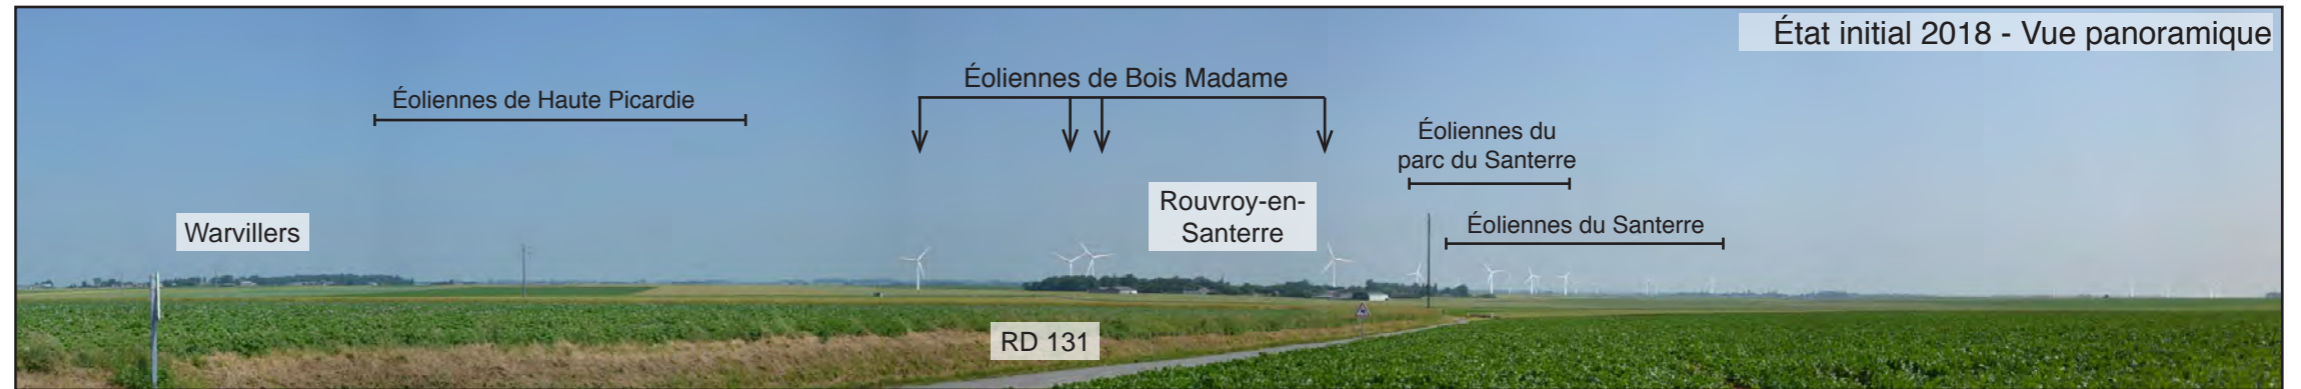 État initial 2018 - Vue panoramique
Éoliennes de Bois Madame
Éoliennes de Haute Picardie
Éoliennes du
parc du Santerre
Rouvroy-en-
Santerre
Éoliennes du Santerre
Warvillers
RD 131